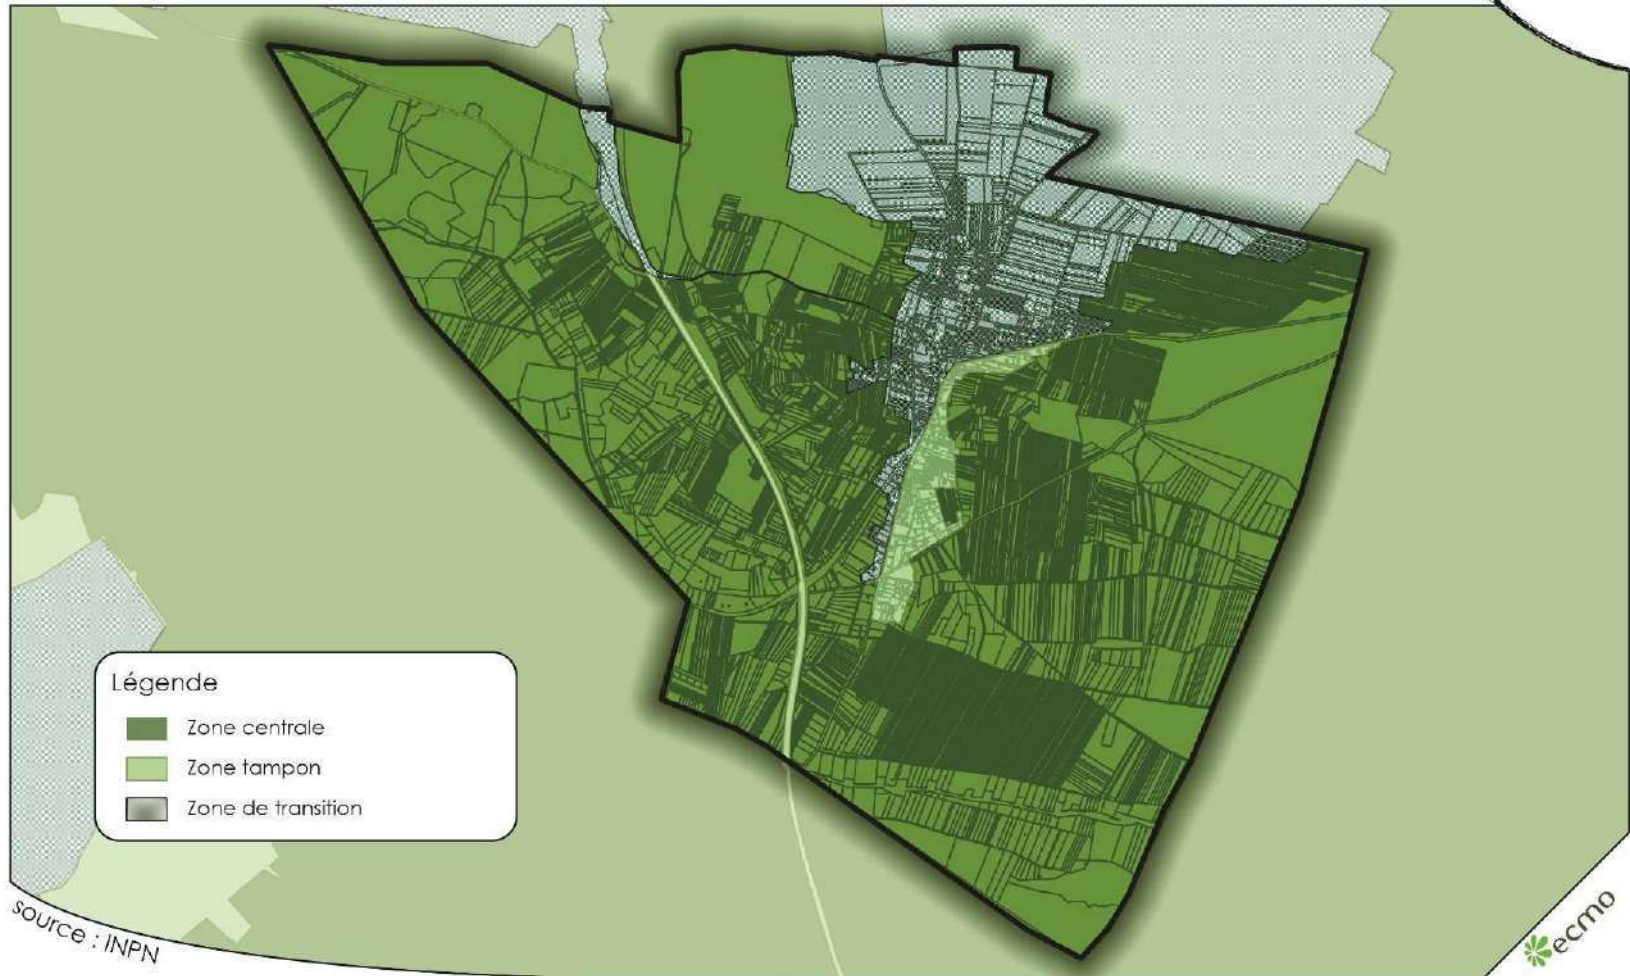 Légende
Zone centrale
Zone tampon
Zone de transition
source : INPN
ecmo